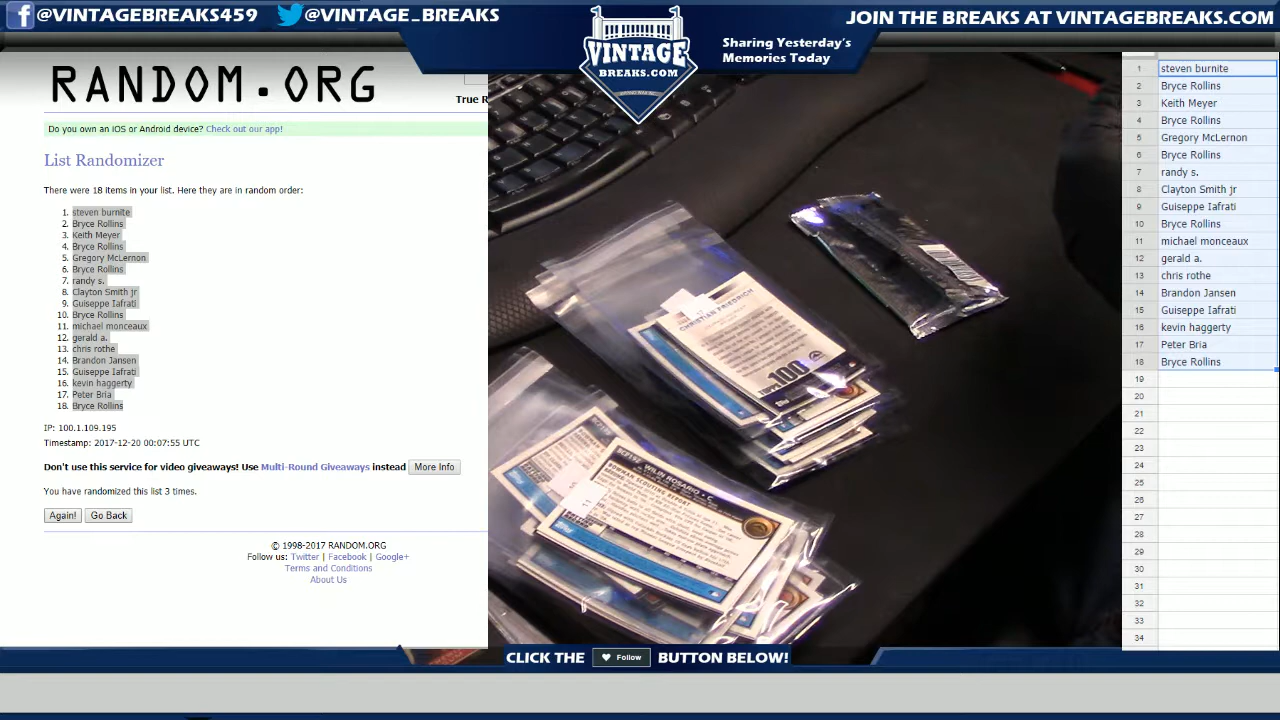 @VINTAGEBREAKS459 @VINTAGE_BREAKS
VINTAGE
BREAKS.COM
Sharing Yesterday's
Memories Today
JOIN THE BREAKS AT VINTAGEBREAKS.COM
RANDOM.ORG
True R
Do you own an iOS or Android device? Check out our app!
List Randomizer
There were 18 items in your list. Here they are in random order:
1. steven burnite
2. Bryce Rollins
3. Keith Meyer
4. Bryce Rollins
5. Gregory McLernon
6. Bryce Rollins
7. randy s.
8. Clayton Smith jr
9. Guiseppe Iafrati
10. Bryce Rollins
11. michael monceaux
12. gerald a.
13. chris rothe
14. Brandon Jansen
15. Guiseppe Iafrati
16. kevin haggerty
17. Peter Bria
18. Bryce Rollins
IP: 100.1.109.195
Timestamp: 2017-12-20 00:07:55 UTC
Don't use this service for video giveaways! Use Multi-Round Giveaways instead More Info
You have randomized this list 3 times.
Again! Go Back
© 1998-2017 RANDOM.ORG
Follow us: Twitter | Facebook | Google+
Terms and Conditions
About Us
CHRISTIAN FRIEDRICH
TOPPS 100
BCP192
WILIN ROSARIO • C
BOWMAN SCOUTING REPORT
Topps
1 steven burnite
2 Bryce Rollins
3 Keith Meyer
4 Bryce Rollins
5 Gregory McLernon
6 Bryce Rollins
7 randy s.
8 Clayton Smith jr
9 Guiseppe Iafrati
10 Bryce Rollins
11 michael monceaux
12 gerald a.
13 chris rothe
14 Brandon Jansen
15 Guiseppe Iafrati
16 kevin haggerty
17 Peter Bria
18 Bryce Rollins
19
20
21
22
23
24
25
26
27
28
29
30
31
32
33
34
CLICK THE Follow BUTTON BELOW!